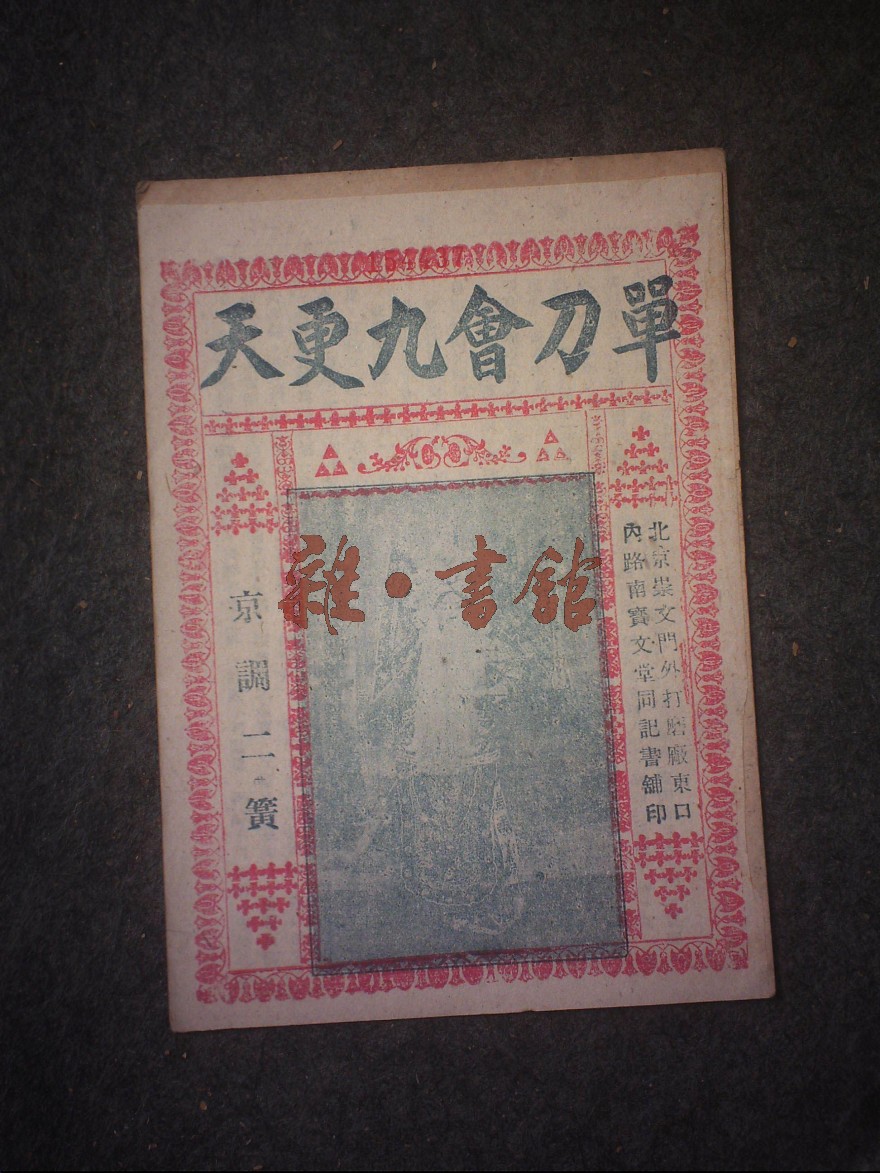 單刀會九更天
北京崇文門外打磨廠東口
內路南寶文堂同記書舖印
京調二簧
雜·書館